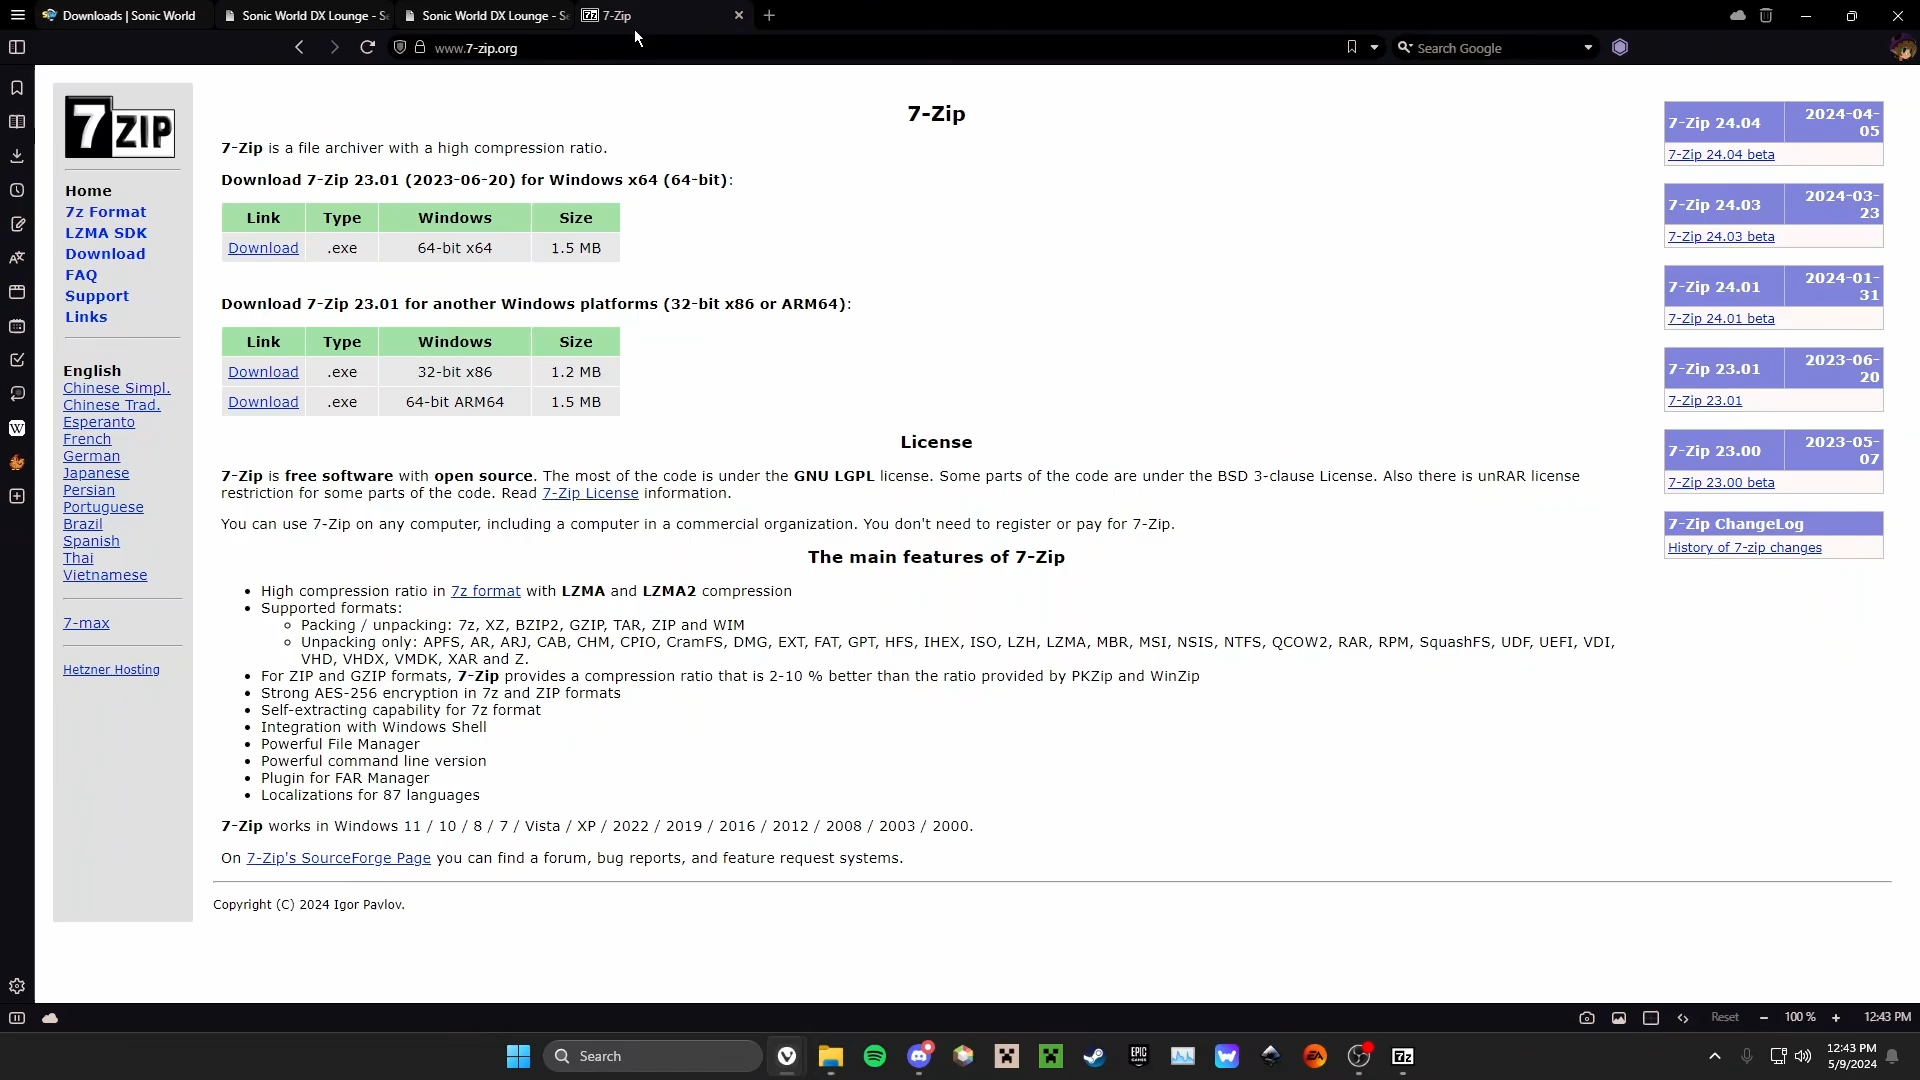 Downloads | Sonic World
Sonic World DX Lounge - Se
Sonic World DX Lounge - Se
7-Zip
www.7-zip.org
Search Google
7ZIP
Home
7z Format
LZMA SDK
Download
FAQ
Support
Links
English
Chinese Simpl.
Chinese Trad.
Esperanto
French
German
Japanese
Persian
Portuguese
Brazil
Spanish
Thai
Vietnamese
7-max
Hetzner Hosting
7-Zip
7-Zip is a file archiver with a high compression ratio.
Download 7-Zip 23.01 (2023-06-20) for Windows x64 (64-bit):
Link Type Windows Size
Download .exe 64-bit x64 1.5 MB
Download 7-Zip 23.01 for another Windows platforms (32-bit x86 or ARM64):
Link Type Windows Size
Download .exe 32-bit x86 1.2 MB
Download .exe 64-bit ARM64 1.5 MB
License
7-Zip is free software with open source. The most of the code is under the GNU LGPL license. Some parts of the code are under the BSD 3-clause License. Also there is unRAR license
restriction for some parts of the code. Read 7-Zip License information.
You can use 7-Zip on any computer, including a computer in a commercial organization. You don't need to register or pay for 7-Zip.
The main features of 7-Zip
• High compression ratio in 7z format with LZMA and LZMA2 compression
• Supported formats:
◦ Packing / unpacking: 7z, XZ, BZIP2, GZIP, TAR, ZIP and WIM
◦ Unpacking only: APFS, AR, ARJ, CAB, CHM, CPIO, CramFS, DMG, EXT, FAT, GPT, HFS, IHEX, ISO, LZH, LZMA, MBR, MSI, NSIS, NTFS, QCOW2, RAR, RPM, SquashFS, UDF, UEFI, VDI,
VHD, VHDX, VMDK, XAR and Z.
• For ZIP and GZIP formats, 7-Zip provides a compression ratio that is 2-10 % better than the ratio provided by PKZip and WinZip
• Strong AES-256 encryption in 7z and ZIP formats
• Self-extracting capability for 7z format
• Integration with Windows Shell
• Powerful File Manager
• Powerful command line version
• Plugin for FAR Manager
• Localizations for 87 languages
7-Zip works in Windows 11 / 10 / 8 / 7 / Vista / XP / 2022 / 2019 / 2016 / 2012 / 2008 / 2003 / 2000.
On 7-Zip's SourceForge Page you can find a forum, bug reports, and feature request systems.
Copyright (C) 2024 Igor Pavlov.
7-Zip 24.04 2024-04-
05
7-Zip 24.04 beta
7-Zip 24.03 2024-03-
23
7-Zip 24.03 beta
7-Zip 24.01 2024-01-
31
7-Zip 24.01 beta
7-Zip 23.01 2023-06-
20
7-Zip 23.01
7-Zip 23.00 2023-05-
07
7-Zip 23.00 beta
7-Zip ChangeLog
History of 7-zip changes
Reset
100 %
12:43 PM
Search
12:43 PM
5/9/2024